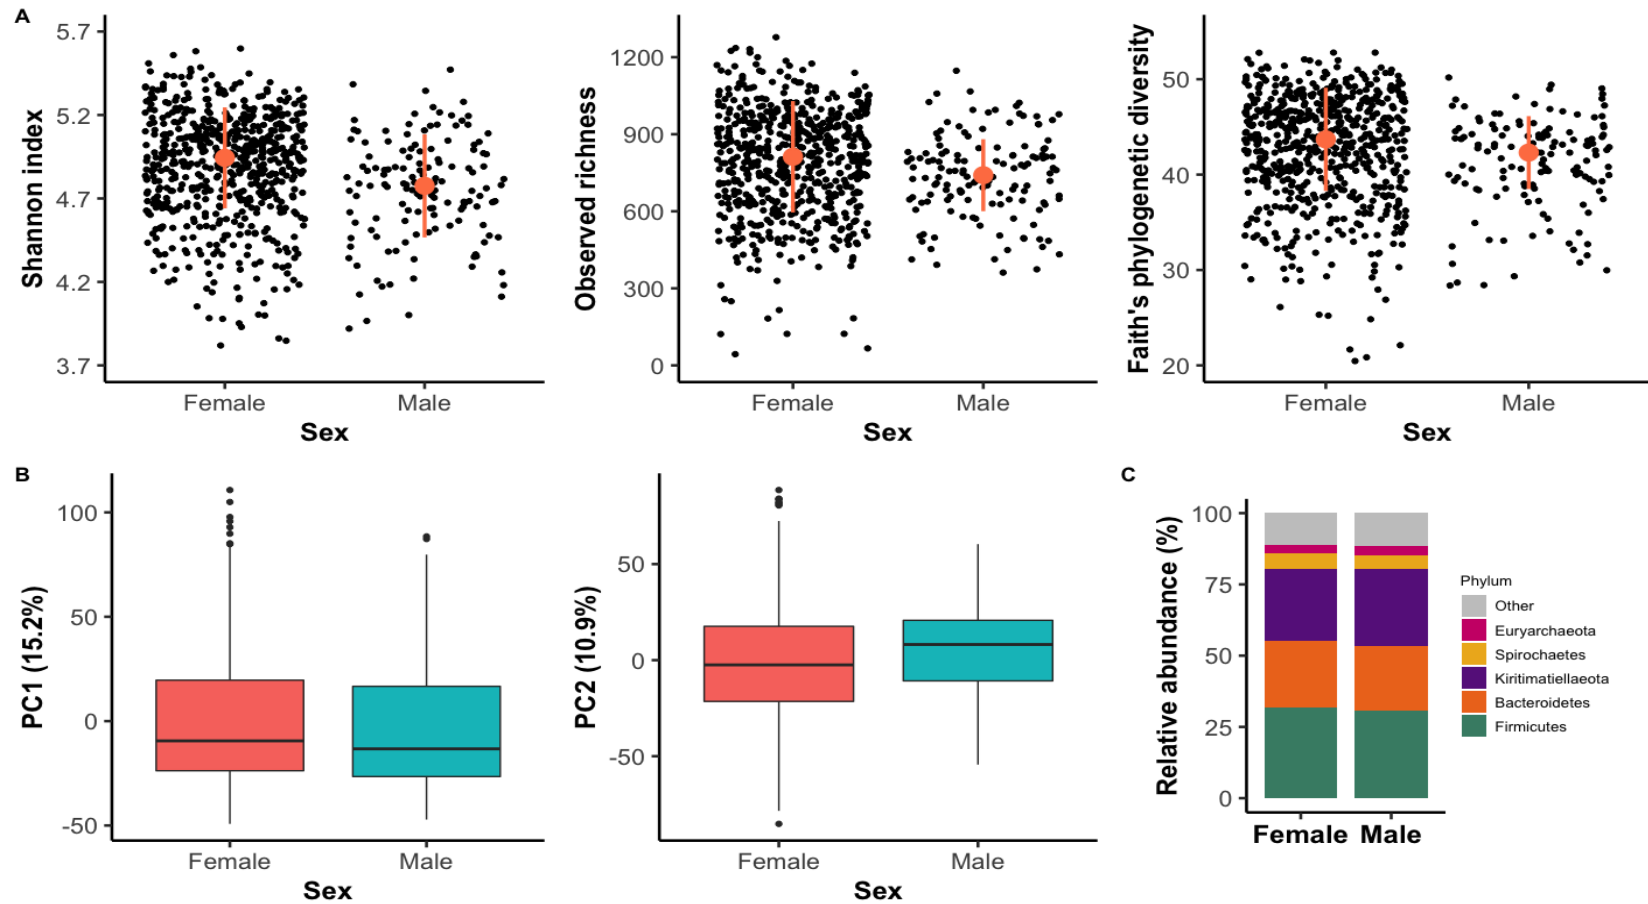 A
Shannon index
5.7
5.2
4.7
4.2
3.7
Female
Male
Sex
Observed richness
1200
900
600
300
0
Female
Male
Sex
Faith's phylogenetic diversity
50
40
30
20
Female
Male
Sex
B
PC1 (15.2%)
100
50
0
-50
Female
Male
Sex
PC2 (10.9%)
50
0
-50
Female
Male
Sex
C
Relative abundance (%)
100
75
50
25
0
Female
Male
Phylum
Other
Euryarchaeota
Spirochaetes
Kiritimatiellaeota
Bacteroidetes
Firmicutes